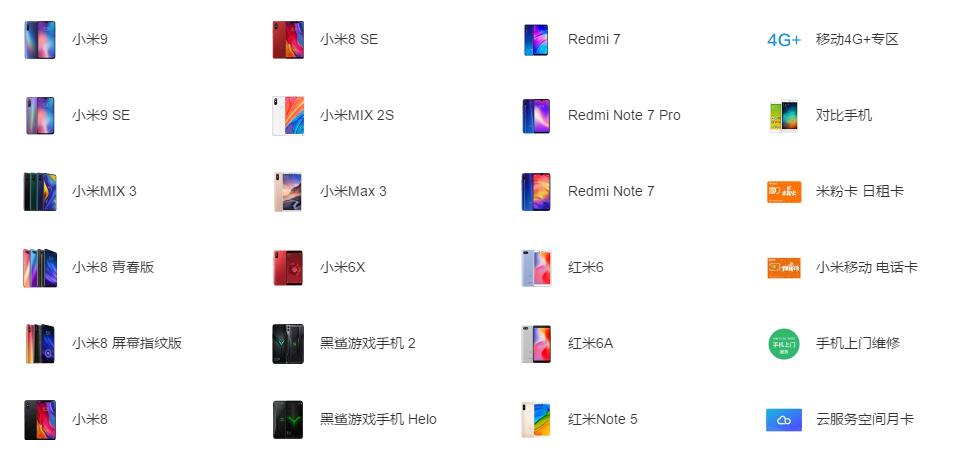 小米9
小米8 SE
Redmi 7
4G+
移动4G+专区
小米9 SE
小米MIX 2S
Redmi Note 7 Pro
对比手机
小米MIX 3
小米Max 3
Redmi Note 7
米粉卡 日租卡
小米8 青春版
小米6X
红米6
小米移动 电话卡
小米8 屏幕指纹版
黑鲨游戏手机 2
红米6A
手机上门
手机上门维修
小米8
黑鲨游戏手机 Helo
红米Note 5
云服务空间月卡